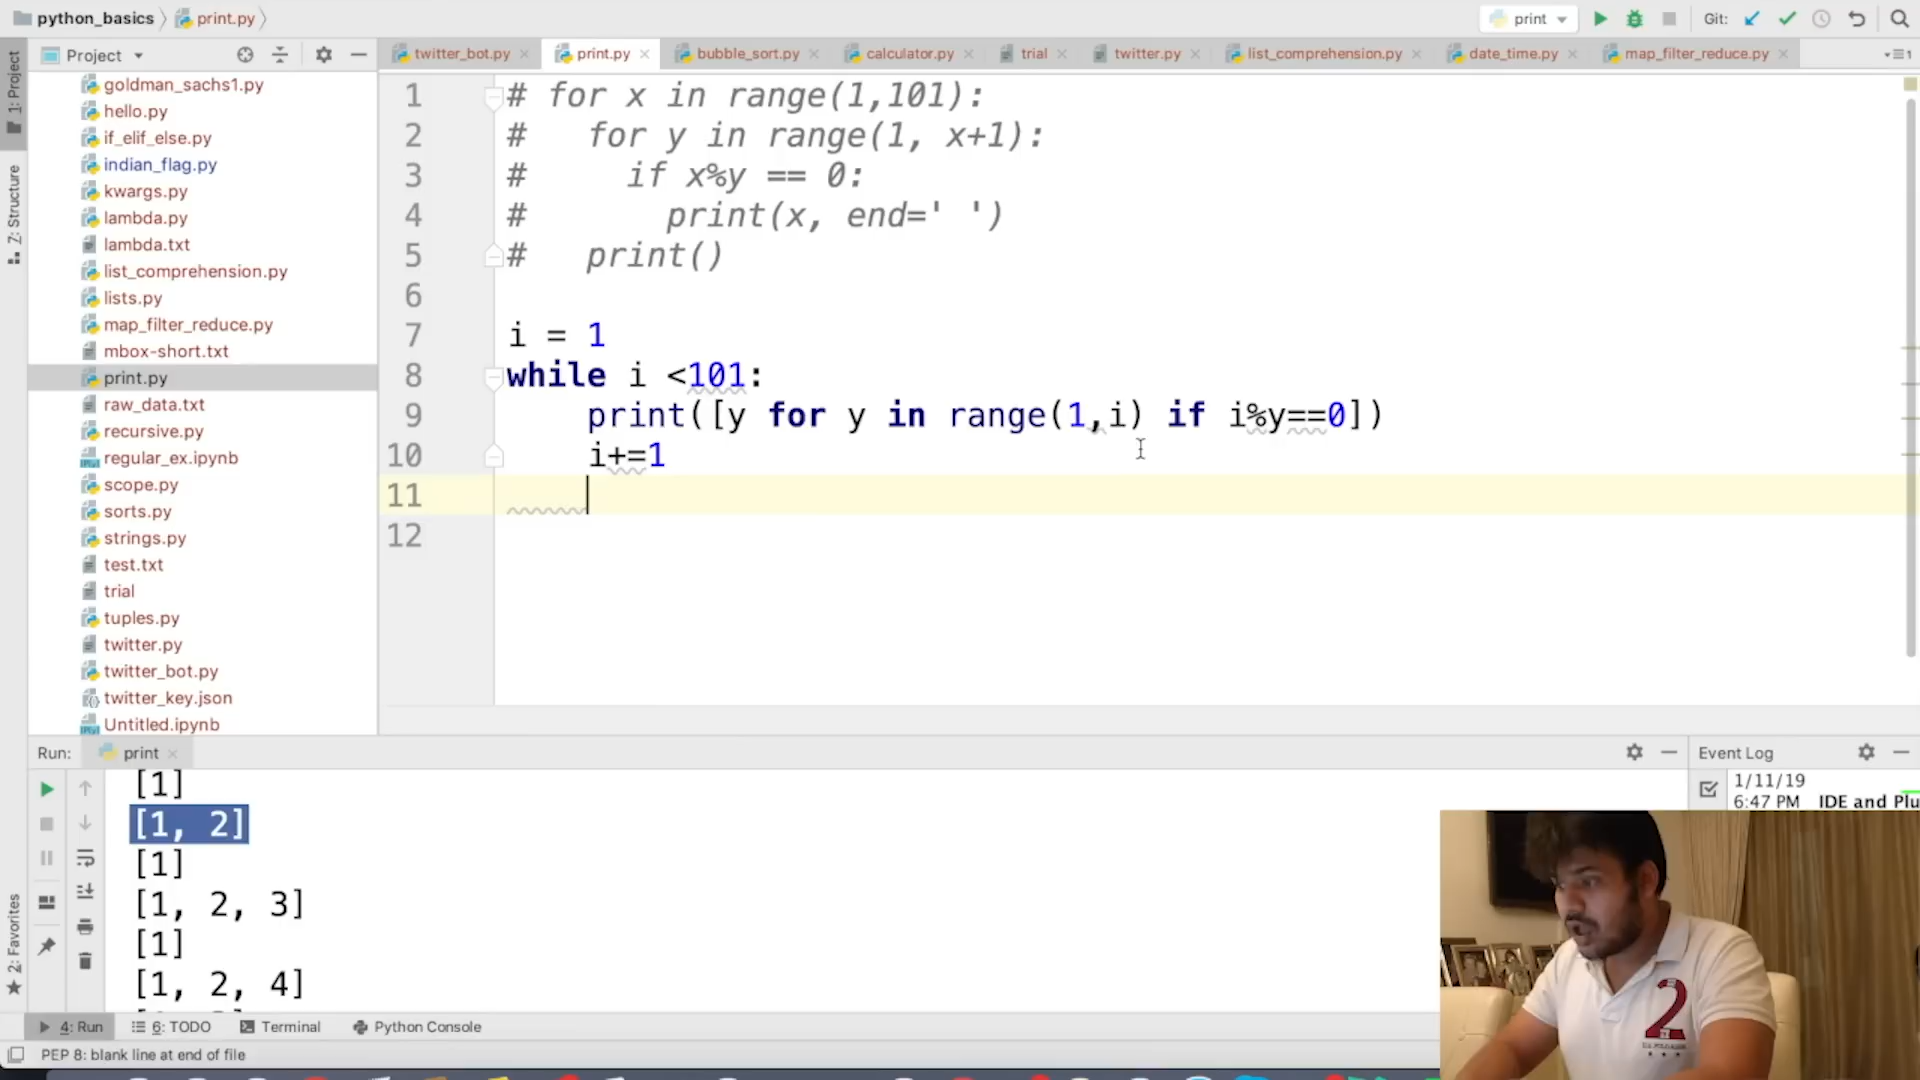 python_basics print.py
print Git:
Project
twitter_bot.py print.py bubble_sort.py calculator.py trial twitter.py list_comprehension.py date_time.py map_filter_reduce.py
1: Project
Z: Structure
2: Favorites
goldman_sachs1.py
hello.py
if_elif_else.py
indian_flag.py
kwargs.py
lambda.py
lambda.txt
list_comprehension.py
lists.py
map_filter_reduce.py
mbox-short.txt
print.py
raw_data.txt
recursive.py
regular_ex.ipynb
scope.py
sorts.py
strings.py
test.txt
trial
tuples.py
twitter.py
twitter_bot.py
twitter_key.json
Untitled.ipynb
1 # for x in range(1,101):
2 #   for y in range(1, x+1):
3 #     if x%y == 0:
4 #       print(x, end=' ')
5 #   print()
6
7 i = 1
8 while i <101:
9     print([y for y in range(1,i) if i%y==0])
10     i+=1
11
12
Run: print
[1]
[1, 2]
[1]
[1, 2, 3]
[1]
[1, 2, 4]
Event Log
1/11/19
6:47 PM IDE and Plu
2
4: Run 6: TODO Terminal Python Console
PEP 8: blank line at end of file